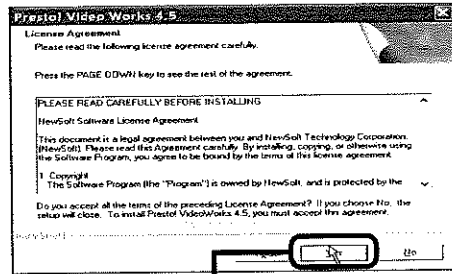 Presto! Video Works 4.5
License Agreement
Please read the following license agreement carefully.
Press the PAGE DOWN key to see the rest of the agreement.
PLEASE READ CAREFULLY BEFORE INSTALLING
NewSoft Software License Agreement
This document is a legal agreement between you and NewSoft Technology Corporation.
(NewSoft). Please read this Agreement carefully. By installing, copying, or otherwise using
the Software Program, you agree to be bound by the terms of this license agreement
1. Copyright
The Software Program (the "Program") is owned by NewSoft, and is protected by the
Do you accept all the terms of the preceding License Agreement? If you choose No, the
setup will close. To install Presto! VideoWorks 4.5, you must accept this agreement.
No